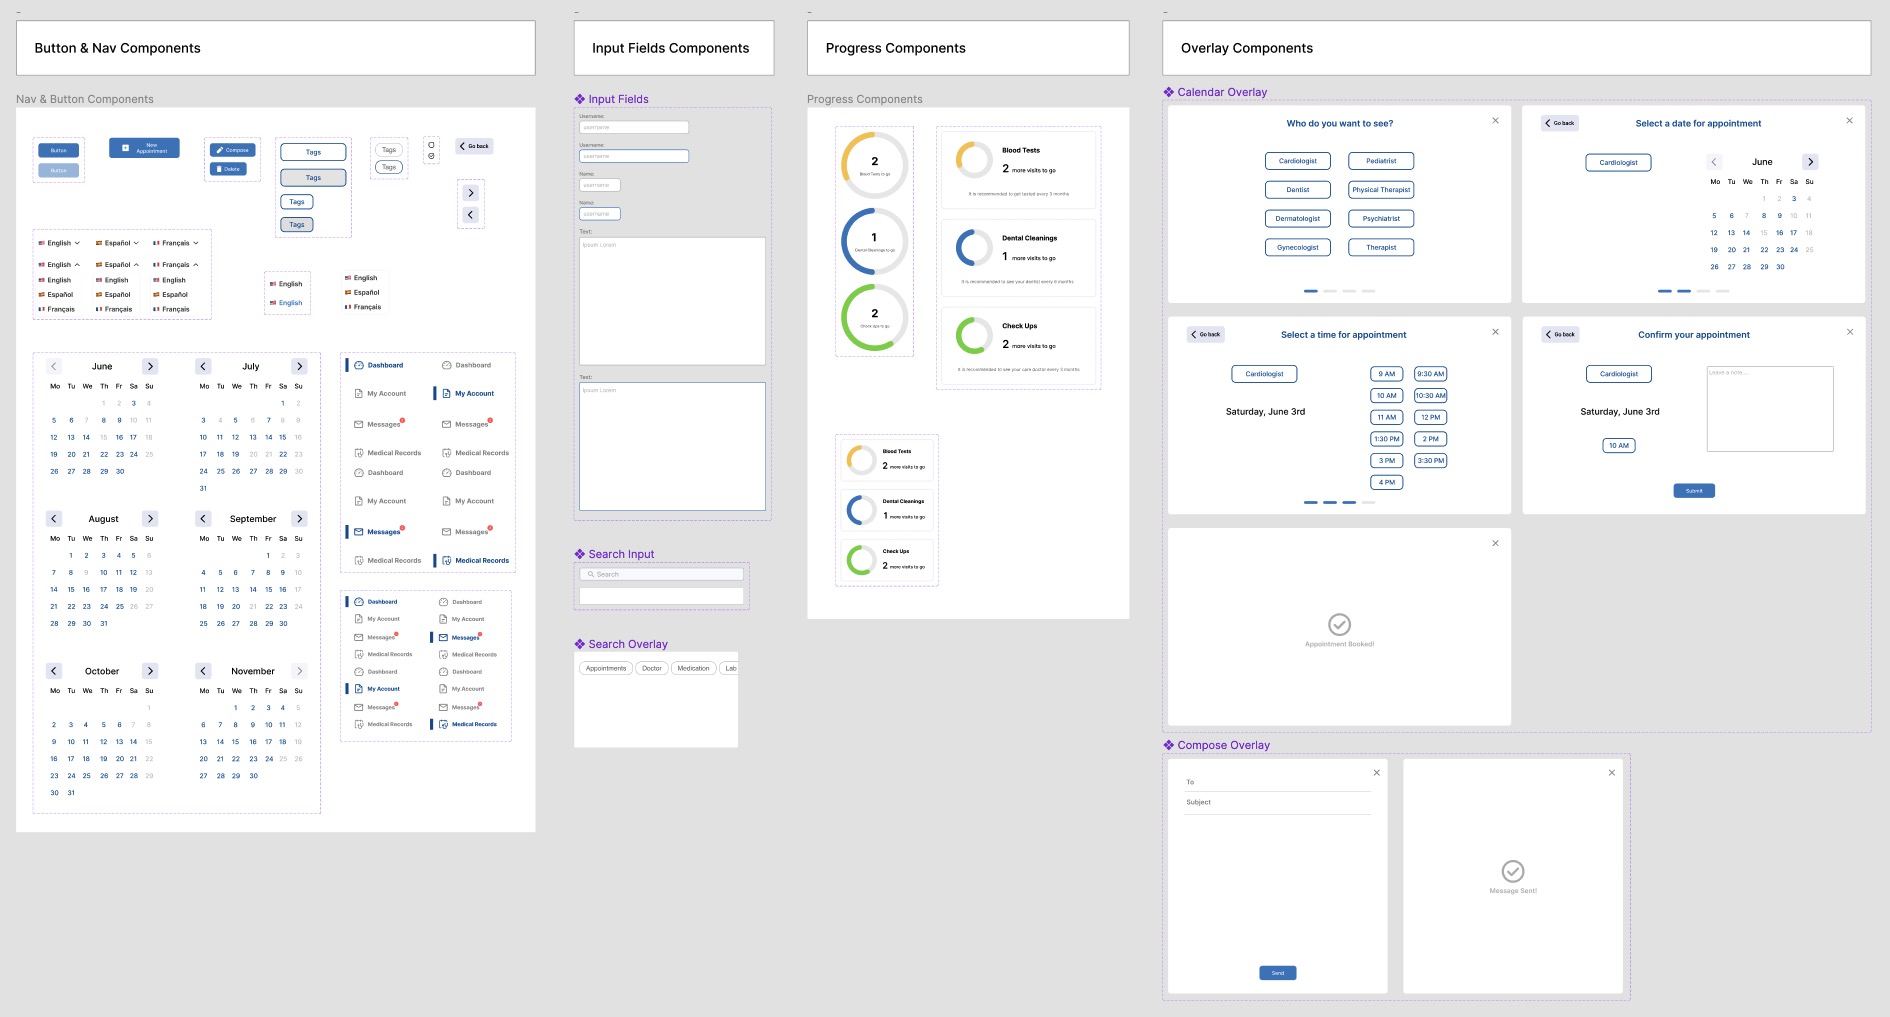 Button & Nav Components
Nav & Button Components
Button
Button
New
Appointment
Compose
Delete
Tags
Tags
Tags
Tags
Tags
Tags
Go back
English Español Français
English Español Français
English English English
Español Español Español
Français Français Français
English
English
English
Español
Français
June
Mo Tu We Th Fr Sa Su
1 2 3 4
5 6 7 8 9 10 11
12 13 14 15 16 17 18
19 20 21 22 23 24 25
26 27 28 29 30
July
Mo Tu We Th Fr Sa Su
1 2
3 4 5 6 7 8 9
10 11 12 13 14 15 16
17 18 19 20 21 22 23
24 25 26 27 28 29 30
31
August
Mo Tu We Th Fr Sa Su
1 2 3 4 5 6
7 8 9 10 11 12 13
14 15 16 17 18 19 20
21 22 23 24 25 26 27
28 29 30 31
September
Mo Tu We Th Fr Sa Su
1 2 3
4 5 6 7 8 9 10
11 12 13 14 15 16 17
18 19 20 21 22 23 24
25 26 27 28 29 30
October
Mo Tu We Th Fr Sa Su
1
2 3 4 5 6 7 8
9 10 11 12 13 14 15
16 17 18 19 20 21 22
23 24 25 26 27 28 29
30 31
November
Mo Tu We Th Fr Sa Su
1 2 3 4 5
6 7 8 9 10 11 12
13 14 15 16 17 18 19
20 21 22 23 24 25 26
27 28 29 30
Dashboard Dashboard
My Account My Account
Messages Messages
Medical Records Medical Records
Dashboard Dashboard
My Account My Account
Messages Messages
Medical Records Medical Records
Dashboard Dashboard
My Account My Account
Messages Messages
Medical Records Medical Records
Dashboard Dashboard
My Account My Account
Messages Messages
Medical Records Medical Records
Input Fields Components
Input Fields
Username:
username
Username:
username
Name:
username
Name:
username
Text:
Ipsum Lorem
Text:
Ipsum Lorem
Search Input
Search
Search Overlay
Appointments Doctor Medication Lab
Progress Components
Progress Components
2
Blood Tests to go
1
Dental Cleanings to go
2
Check ups to go
Blood Tests
2 more visits to go
It is recommended to get tested every 3 months
Dental Cleanings
1 more visits to go
It is recommended to see your dentist every 6 months
Check Ups
2 more visits to go
It is recommended to see your care doctor every 3 months
Blood Tests
2 more visits to go
Dental Cleanings
1 more visits to go
Check Ups
2 more visits to go
Overlay Components
Calendar Overlay
Who do you want to see?
Cardiologist Pediatrist
Dentist Physical Therapist
Dermatologist Psychiatrist
Gynecologist Therapist
Go back
Select a date for appointment
Cardiologist
June
Mo Tu We Th Fr Sa Su
1 2 3 4
5 6 7 8 9 10 11
12 13 14 15 16 17 18
19 20 21 22 23 24 25
26 27 28 29 30
Go back
Select a time for appointment
Cardiologist
Saturday, June 3rd
9 AM 9:30 AM
10 AM 10:30 AM
11 AM 12 PM
1:30 PM 2 PM
3 PM 3:30 PM
4 PM
Go back
Confirm your appointment
Cardiologist
Saturday, June 3rd
10 AM
Leave a note...
Submit
Appointment Booked!
Compose Overlay
To
Subject
Send
Message Sent!